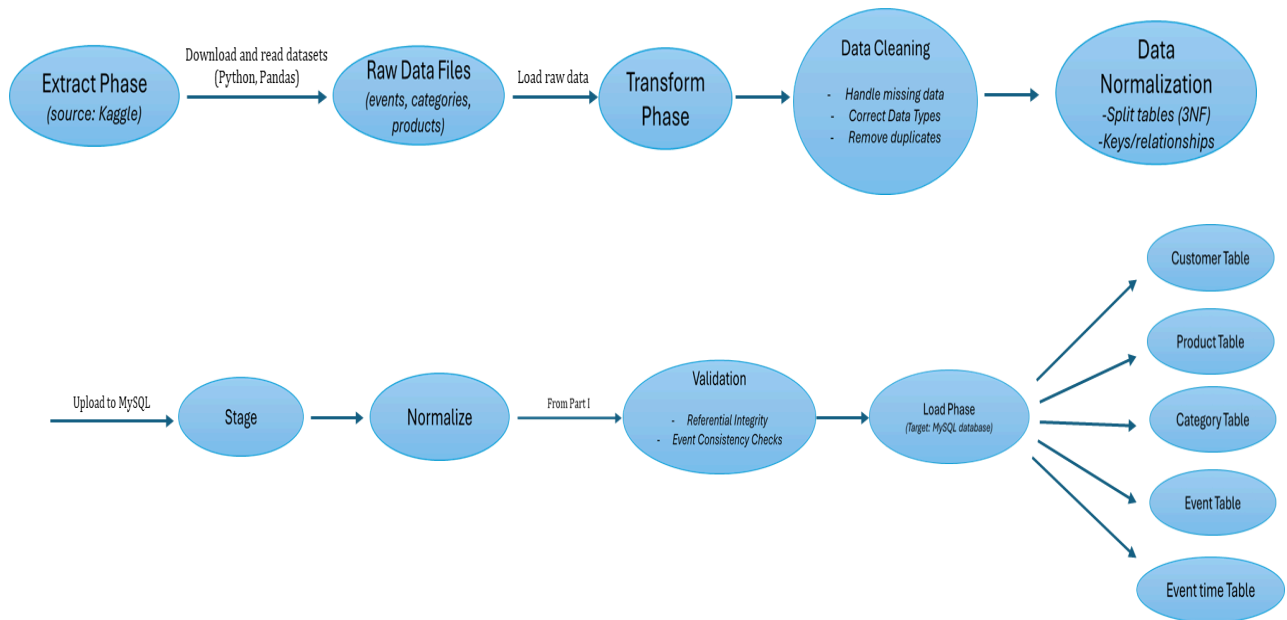 Extract Phase
(source: Kaggle)
Download and read datasets
(Python, Pandas)
Raw Data Files
(events, categories,
products)
Load raw data
Transform
Phase
Data Cleaning
- Handle missing data
- Correct Data Types
- Remove duplicates
Data
Normalization
-Split tables (3NF)
-Keys/relationships
Upload to MySQL
Stage
Normalize
From Part I
Validation
- Referential Integrity
- Event Consistency Checks
Load Phase
(Target: MySQL database)
Customer Table
Product Table
Category Table
Event Table
Event time Table